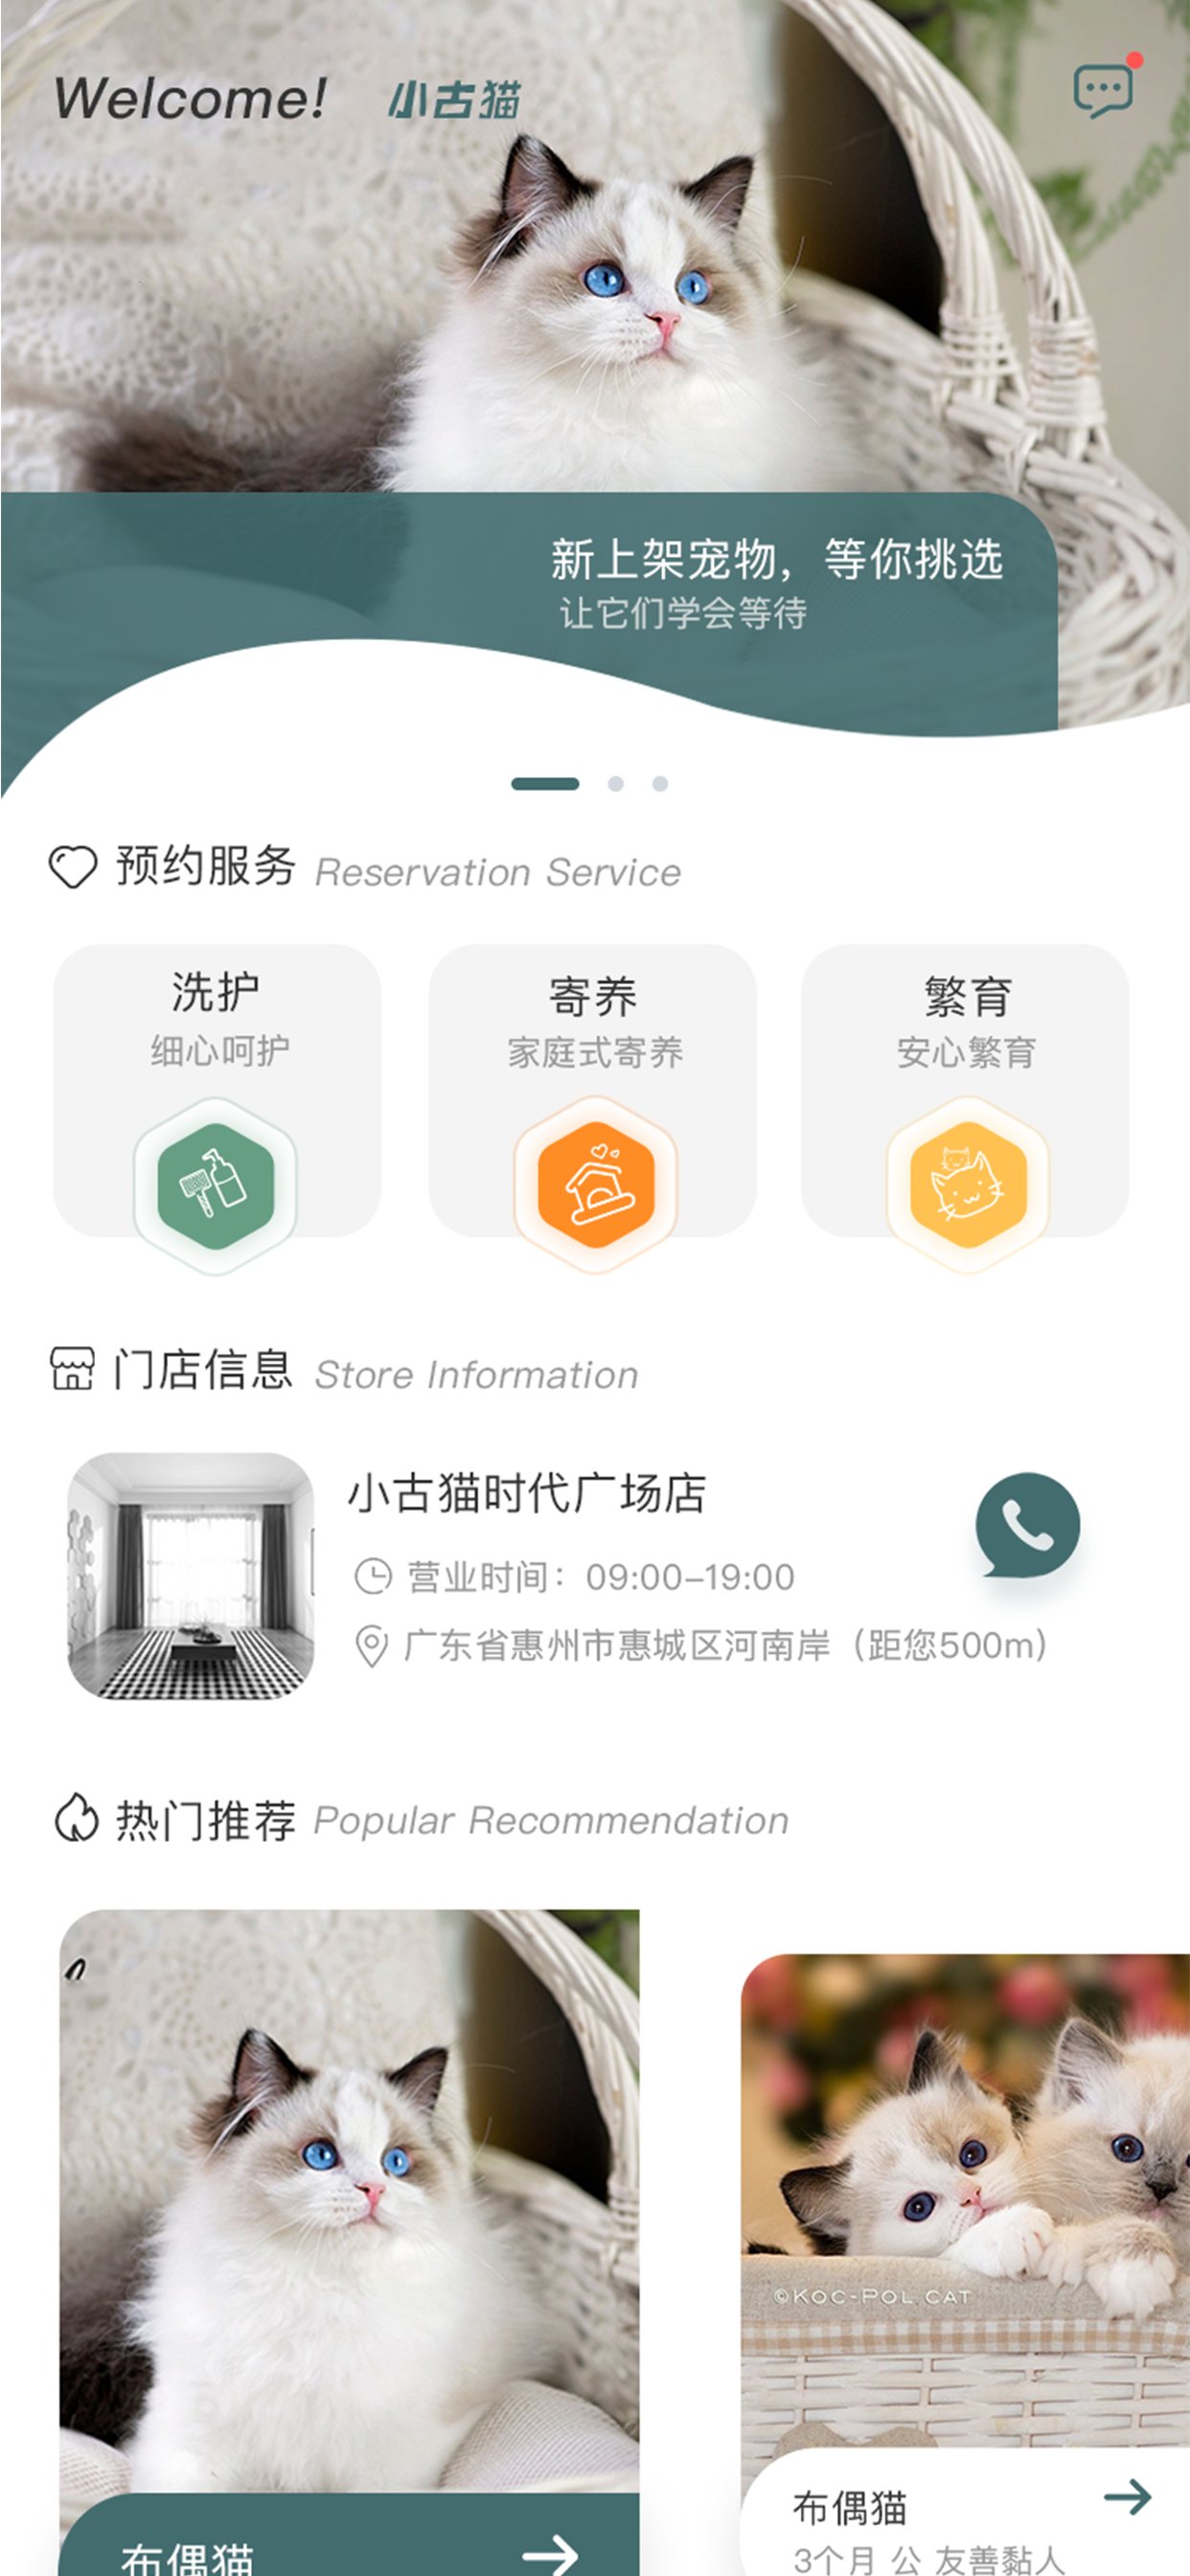 Welcome! 小古猫
新上架宠物，等你挑选
让它们学会等待
预约服务 Reservation Service
洗护
细心呵护
寄养
家庭式寄养
繁育
安心繁育
门店信息 Store Information
小古猫时代广场店
营业时间：09:00–19:00
广东省惠州市惠城区河南岸（距您500m）
热门推荐 Popular Recommendation
布偶猫
©KOC-POL.CAT
布偶猫
3个月 公 友善黏人